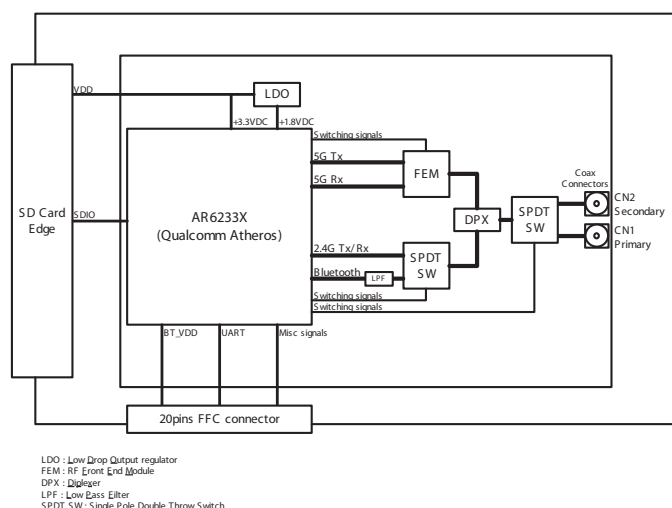 VDD
LDO
+3.3VDC
+1.8VDC
Switching signals
5G Tx
5G Rx
FEM
Coax
Connectors
CN2
Secondary
CN1
Primary
SD Card
Edge
SDIO
AR6233X
(Qualcomm Atheros)
DPX
SPDT
SW
2.4G Tx/Rx
SPDT
SW
Bluetooth
LPF
Switching signals
Switching signals
BT_VDD
UART
Misc signals
20pins FFC connector
LDO : Low Drop Output regulator
FEM : RF Front End Module
DPX : Diplexer
LPF : Low Pass Filter
SPDT SW : Single Pole Double Throw Switch